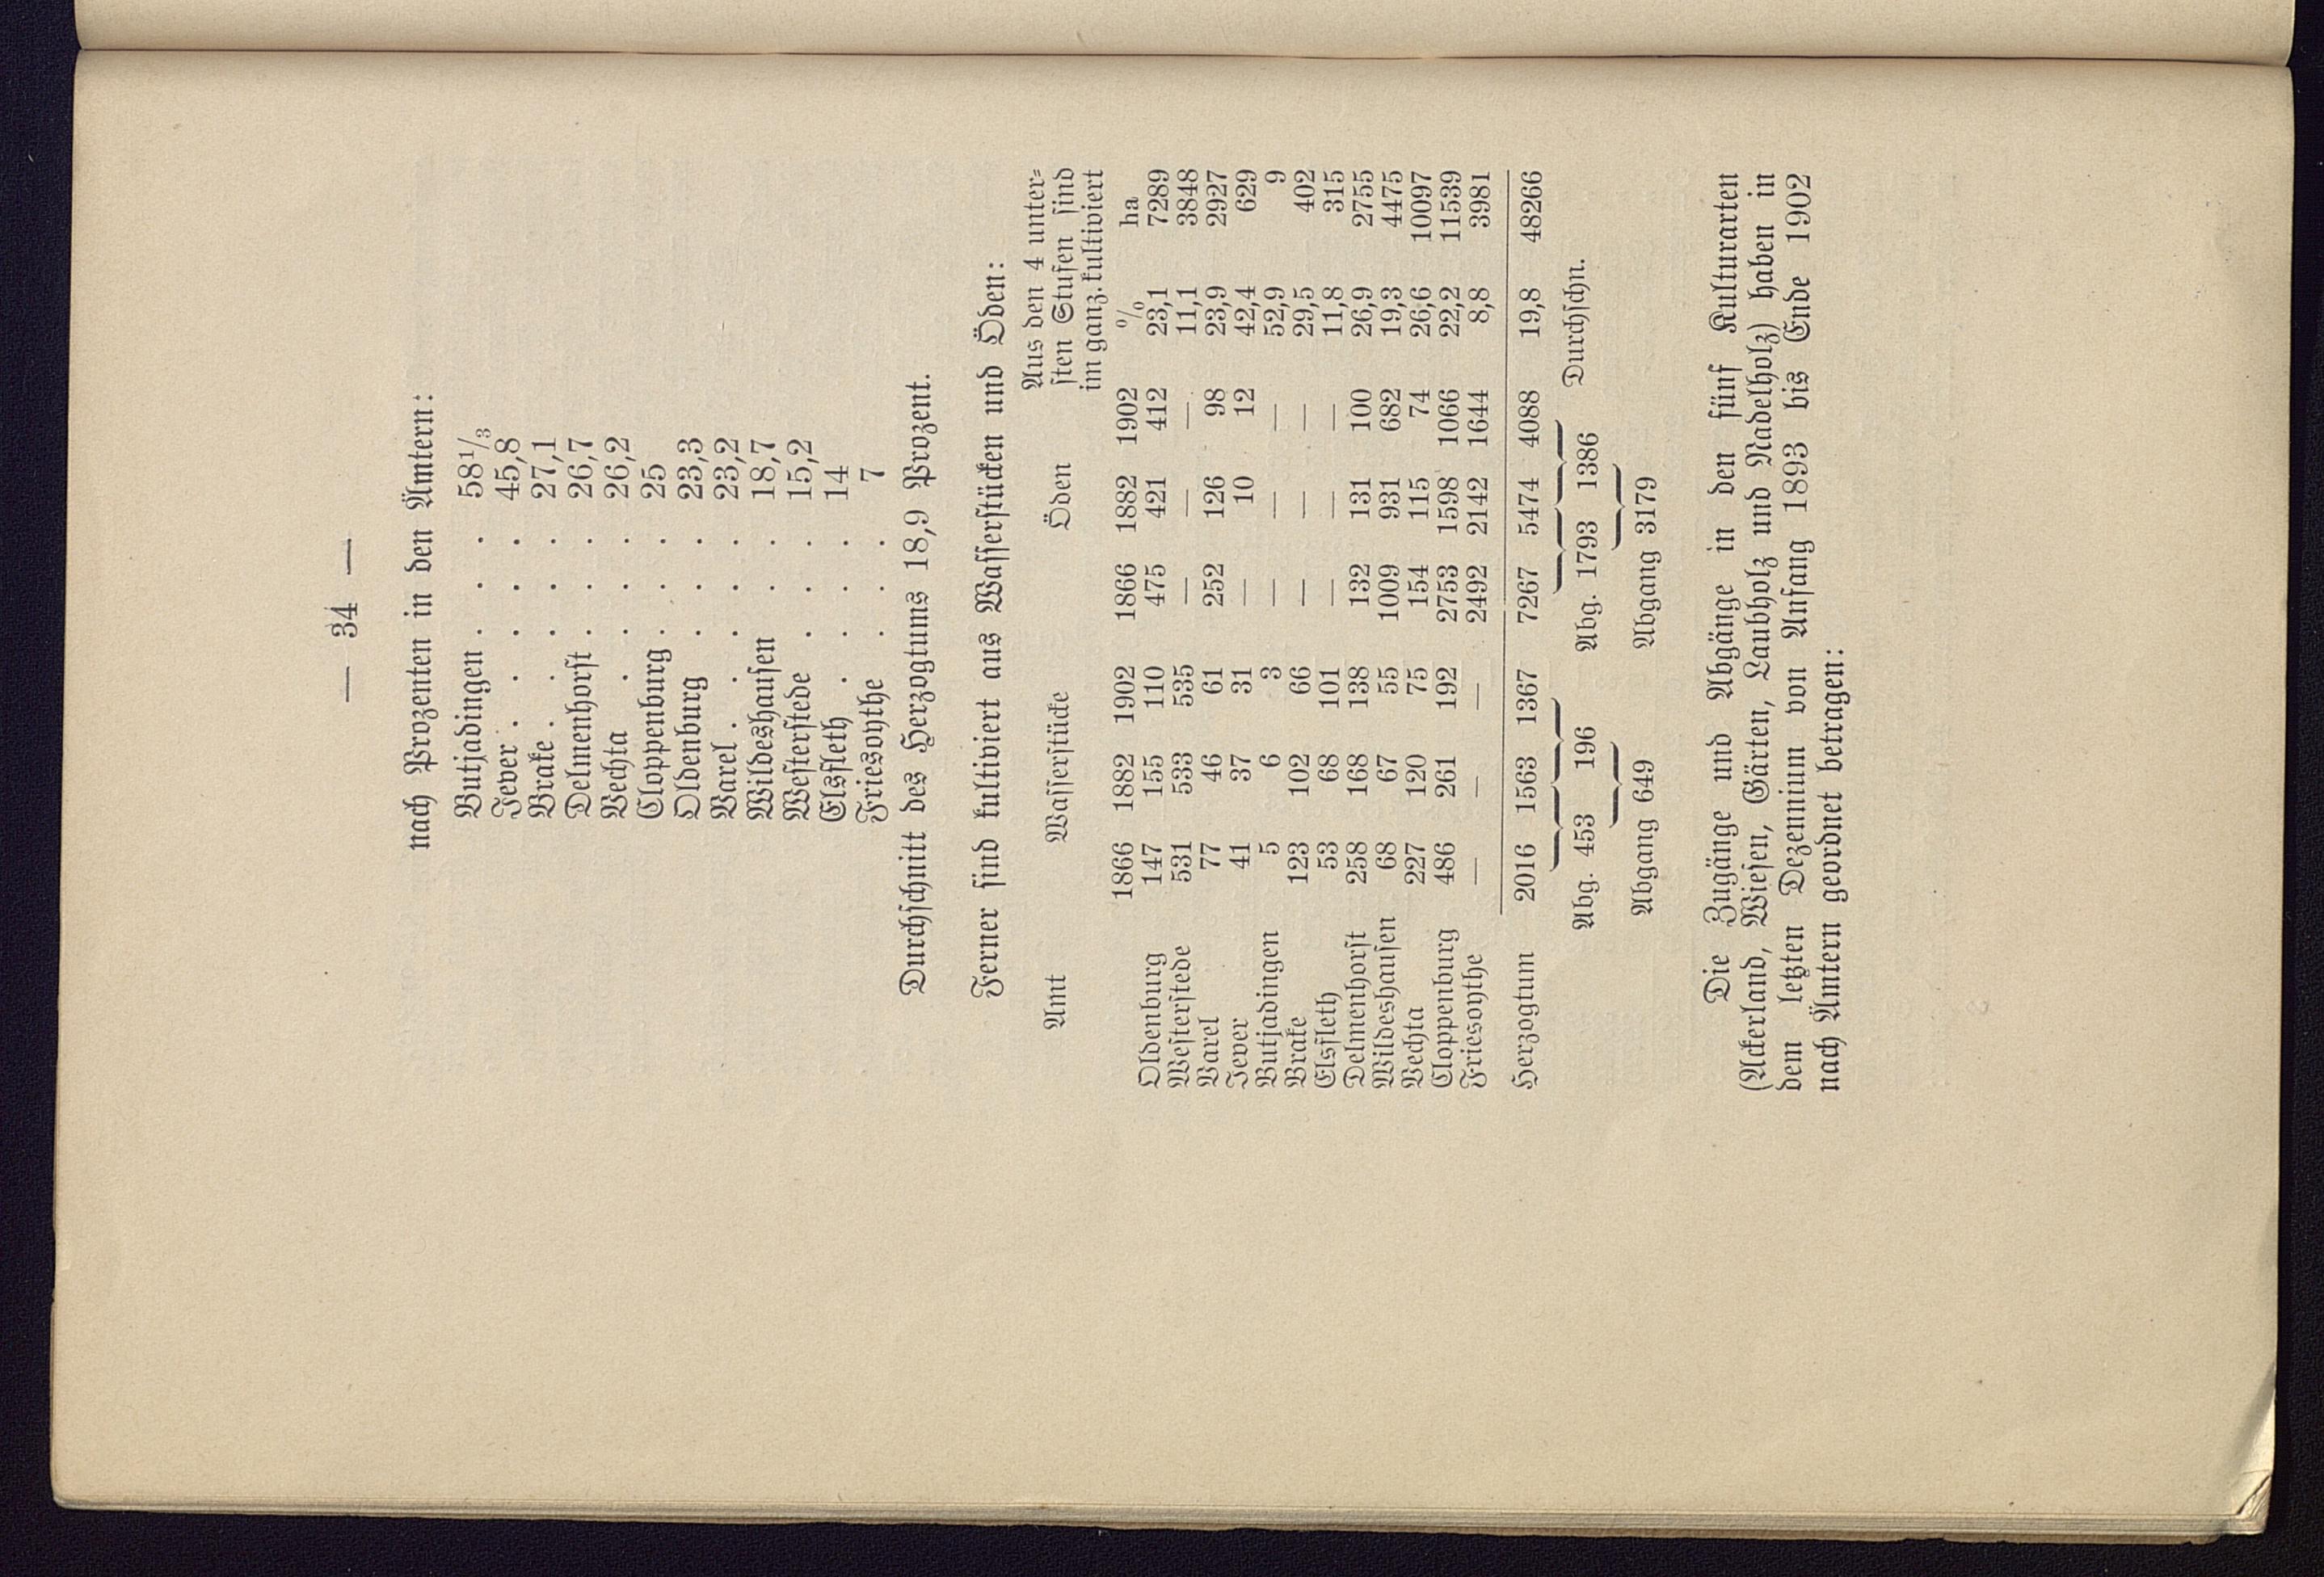 — 34 —
nach Prozenten in den Ämtern:
Butjadingen . . . . 58¹/₃
Jever . . . . . 45,8
Brake . . . . . 27,1
Delmenhorst . . . . 26,7
Vechta . . . . . 26,2
Cloppenburg . . . . 25
Oldenburg . . . . 23,3
Varel . . . . . 23,2
Wildeshausen . . . 18,7
Westerstede . . . . 15,2
Elsfleth . . . . . 14
Friesoythe . . . . 7
Durchschnitt des Herzogtums 18,9 Prozent.
Ferner sind kultiviert aus Wasserstücken und Öden:
Amt Wasserstücke Öden Aus den 4 unter-
sten Stufen sind
im ganz. kultiviert
1866 1882 1902 1866 1882 1902 % ha
Oldenburg 147 155 110 475 421 412 23,1 7289
Westerstede 531 533 535 — — — 11,1 3848
Varel 77 46 61 252 126 98 23,9 2927
Jever 41 37 31 — 10 12 42,4 629
Butjadingen 5 6 3 — — — 52,9 9
Brake 123 102 66 — — — 29,5 402
Elsfleth 53 68 101 — — — 11,8 315
Delmenhorst 258 168 138 132 131 100 26,9 2755
Wildeshausen 68 67 55 1009 931 682 19,3 4475
Vechta 227 120 75 154 115 74 26,6 10097
Cloppenburg 486 261 192 2753 1598 1066 22,2 11539
Friesoythe — — — 2492 2142 1644 8,8 3981
Herzogtum 2016 1563 1367 7267 5474 4088 19,8 48266
Abg. 453 196 Abg. 1793 1386 Durchschn.
Abgang 649 Abgang 3179
Die Zugänge und Abgänge in den fünf Kulturarten
(Ackerland, Wiesen, Gärten, Laubholz und Nadelholz) haben in
dem letzten Dezennium von Anfang 1893 bis Ende 1902
nach Ämtern geordnet betragen: